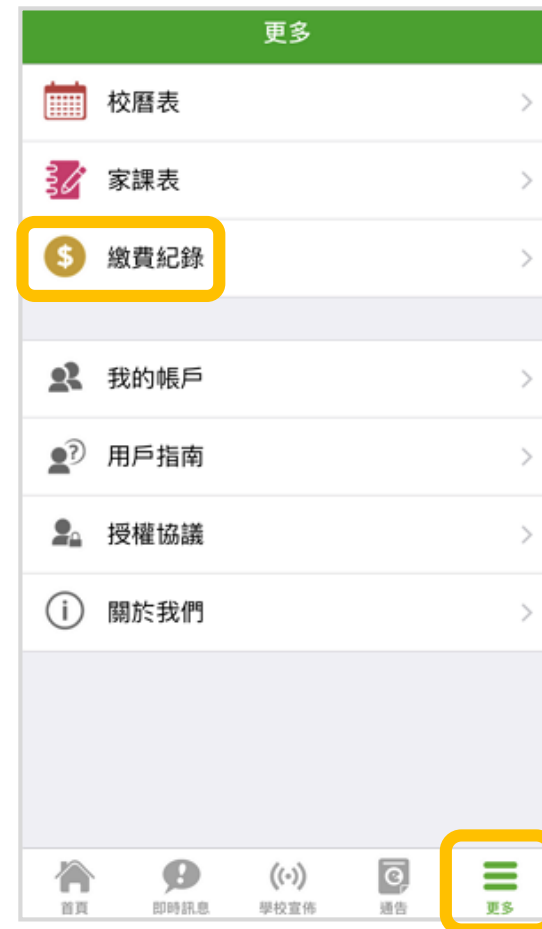 更多
校曆表
家課表
$ 繳費紀錄
我的帳戶
? 用戶指南
授權協議
i 關於我們
首頁 即時訊息 學校宣佈 通告 更多